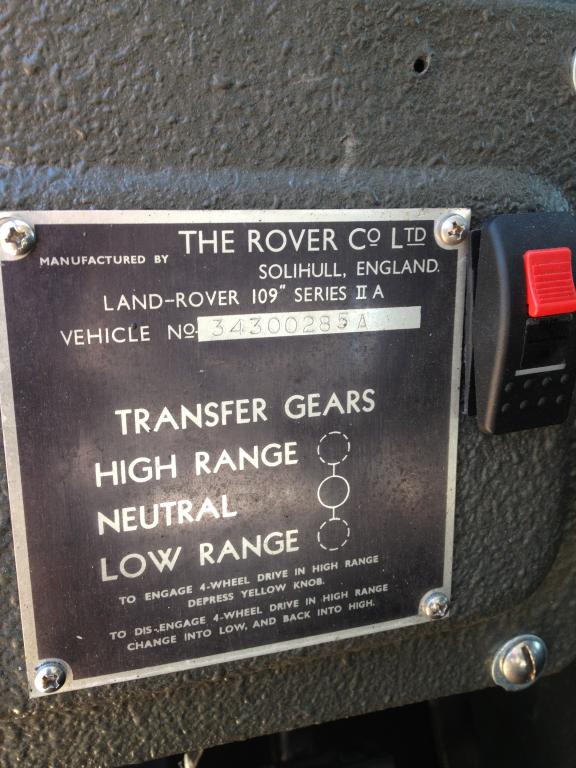 MANUFACTURED BY THE ROVER Cº LTD
SOLIHULL, ENGLAND.
LAND-ROVER 109" SERIES II A
VEHICLE Nº 34300285A
TRANSFER GEARS
HIGH RANGE
NEUTRAL
LOW RANGE
TO ENGAGE 4-WHEEL DRIVE IN HIGH RANGE
DEPRESS YELLOW KNOB.
TO DIS-ENGAGE 4-WHEEL DRIVE IN HIGH RANGE
CHANGE INTO LOW, AND BACK INTO HIGH.